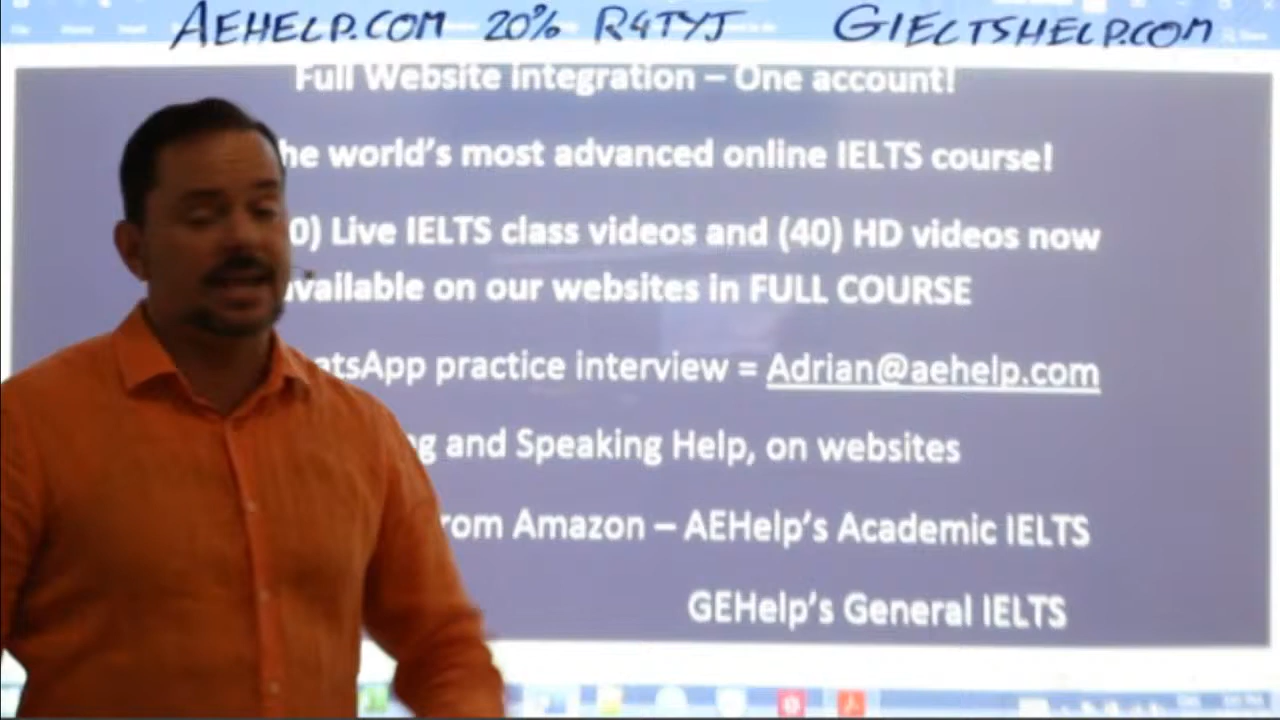 AEHELP.COM 20% R4TYJ GIELTSHELP.COM
Full Website Integration – One account!
he world's most advanced online IELTS course!
0) Live IELTS class videos and (40) HD videos now
vailable on our websites in FULL COURSE
atsApp practice interview = Adrian@aehelp.com
g and Speaking Help, on websites
rom Amazon – AEHelp's Academic IELTS
GEHelp's General IELTS